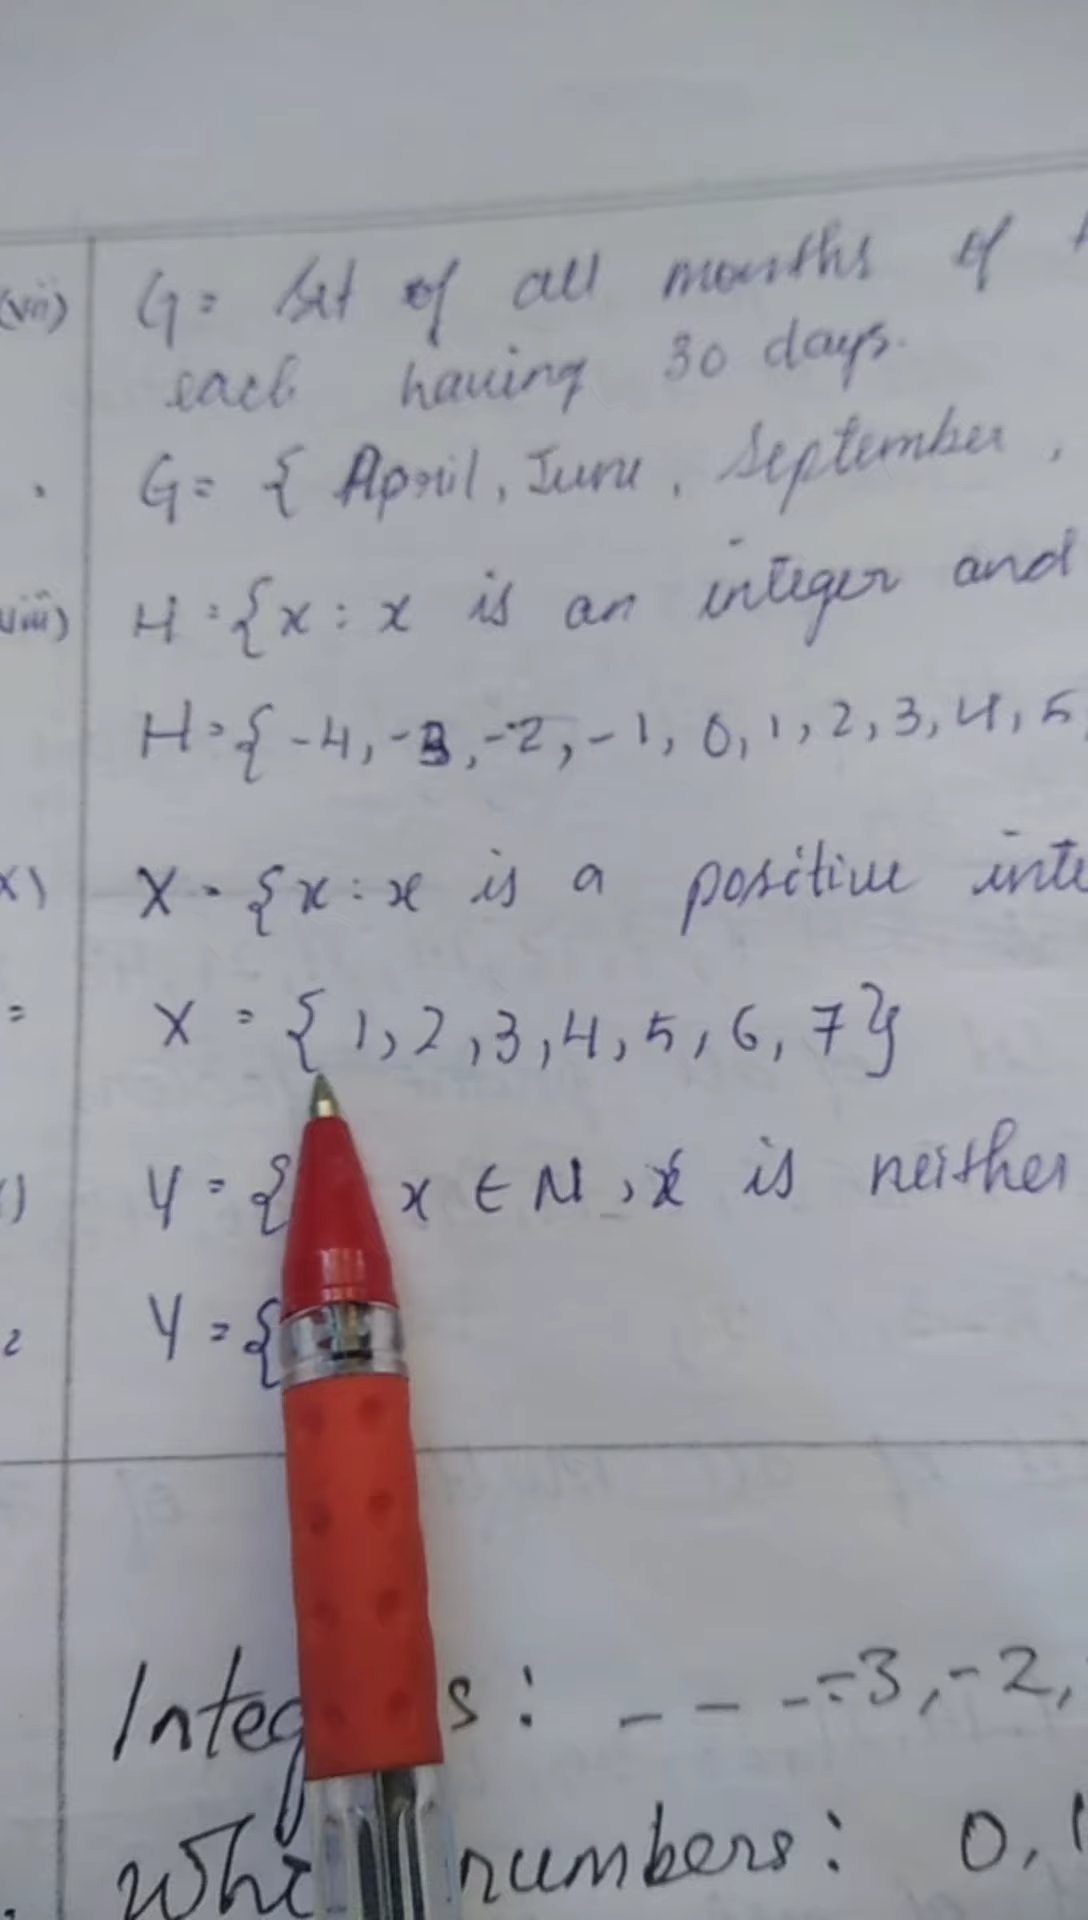 (vii) G = Set of all months of
each having 30 days.
G = { April, June, September,
viii) H = {x : x is an integer and
H = { -4, -3, -2, -1, 0, 1, 2, 3, 4, 5,
x) X = {x : x is a positive inte
= X = { 1, 2, 3, 4, 5, 6, 7 }
) Y = { x ∈ N, x is neither
Y = {
Integ s : - - - -3, -2,
numbers : 0, 1